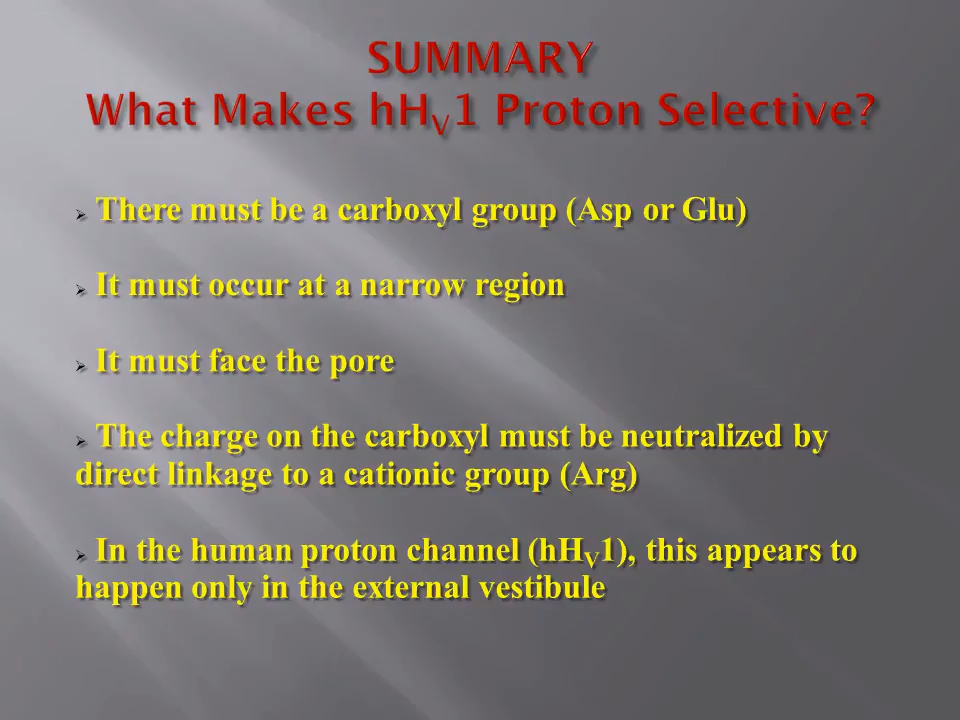 SUMMARY
What Makes hHV1 Proton Selective?
➢ There must be a carboxyl group (Asp or Glu)
➢ It must occur at a narrow region
➢ It must face the pore
➢ The charge on the carboxyl must be neutralized by
direct linkage to a cationic group (Arg)
➢ In the human proton channel (hHV1), this appears to
happen only in the external vestibule